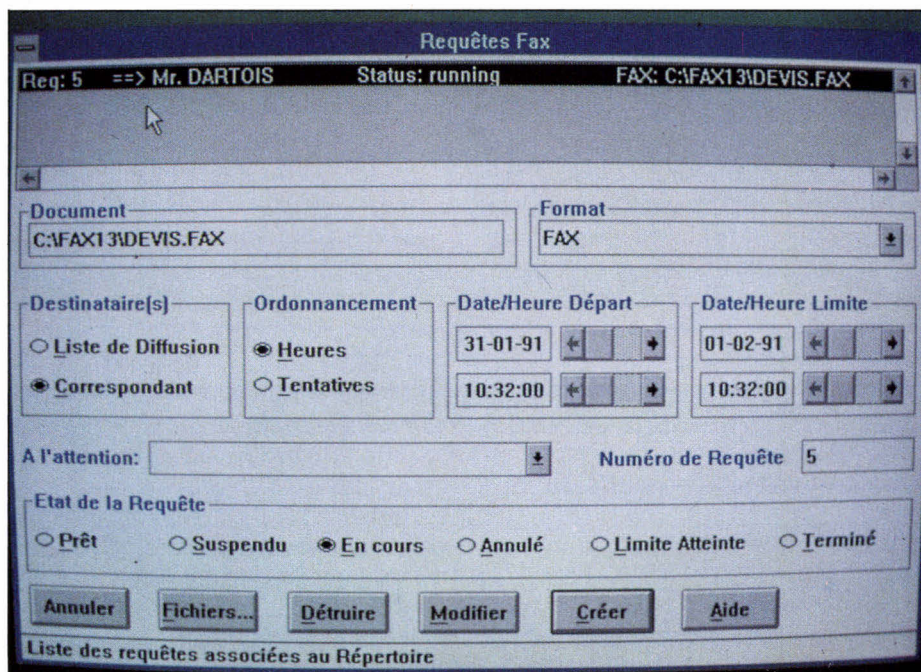 Requêtes Fax
Req: 5 ==> Mr. DARTOIS Status: running FAX: C:\FAX13\DEVIS.FAX
Document Format
C:\FAX13\DEVIS.FAX FAX
Destinataire(s) Ordonnancement Date/Heure Départ Date/Heure Limite
Liste de Diffusion Heures 31-01-91 01-02-91
Correspondant Tentatives 10:32:00 10:32:00
A l'attention: Numéro de Requête 5
Etat de la Requête
Prêt Suspendu En cours Annulé Limite Atteinte Terminé
Annuler Fichiers... Détruire Modifier Créer Aide
Liste des requêtes associées au Répertoire